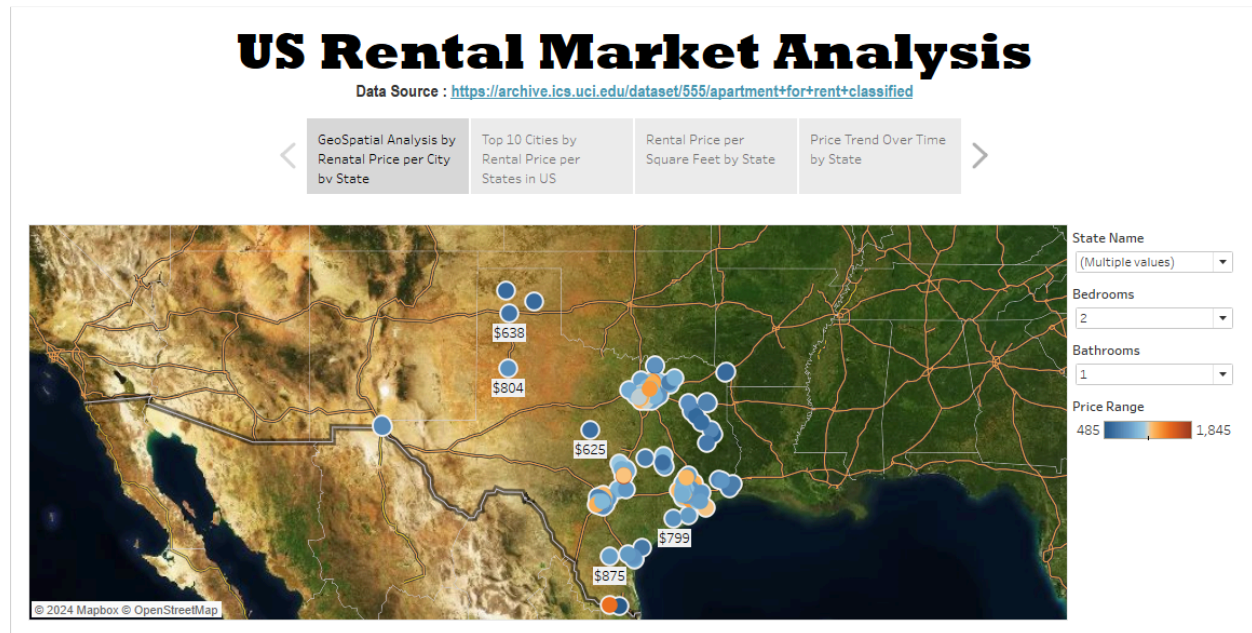 US Rental Market Analysis
Data Source : https://archive.ics.uci.edu/dataset/555/apartment+for+rent+classified
GeoSpatial Analysis by
Renatal Price per City
by State
Top 10 Cities by
Rental Price per
States in US
Rental Price per
Square Feet by State
Price Trend Over Time
by State
State Name
(Multiple values)
Bedrooms
2
Bathrooms
1
Price Range
485 1,845
$638
$804
$625
$799
$875
© 2024 Mapbox © OpenStreetMap